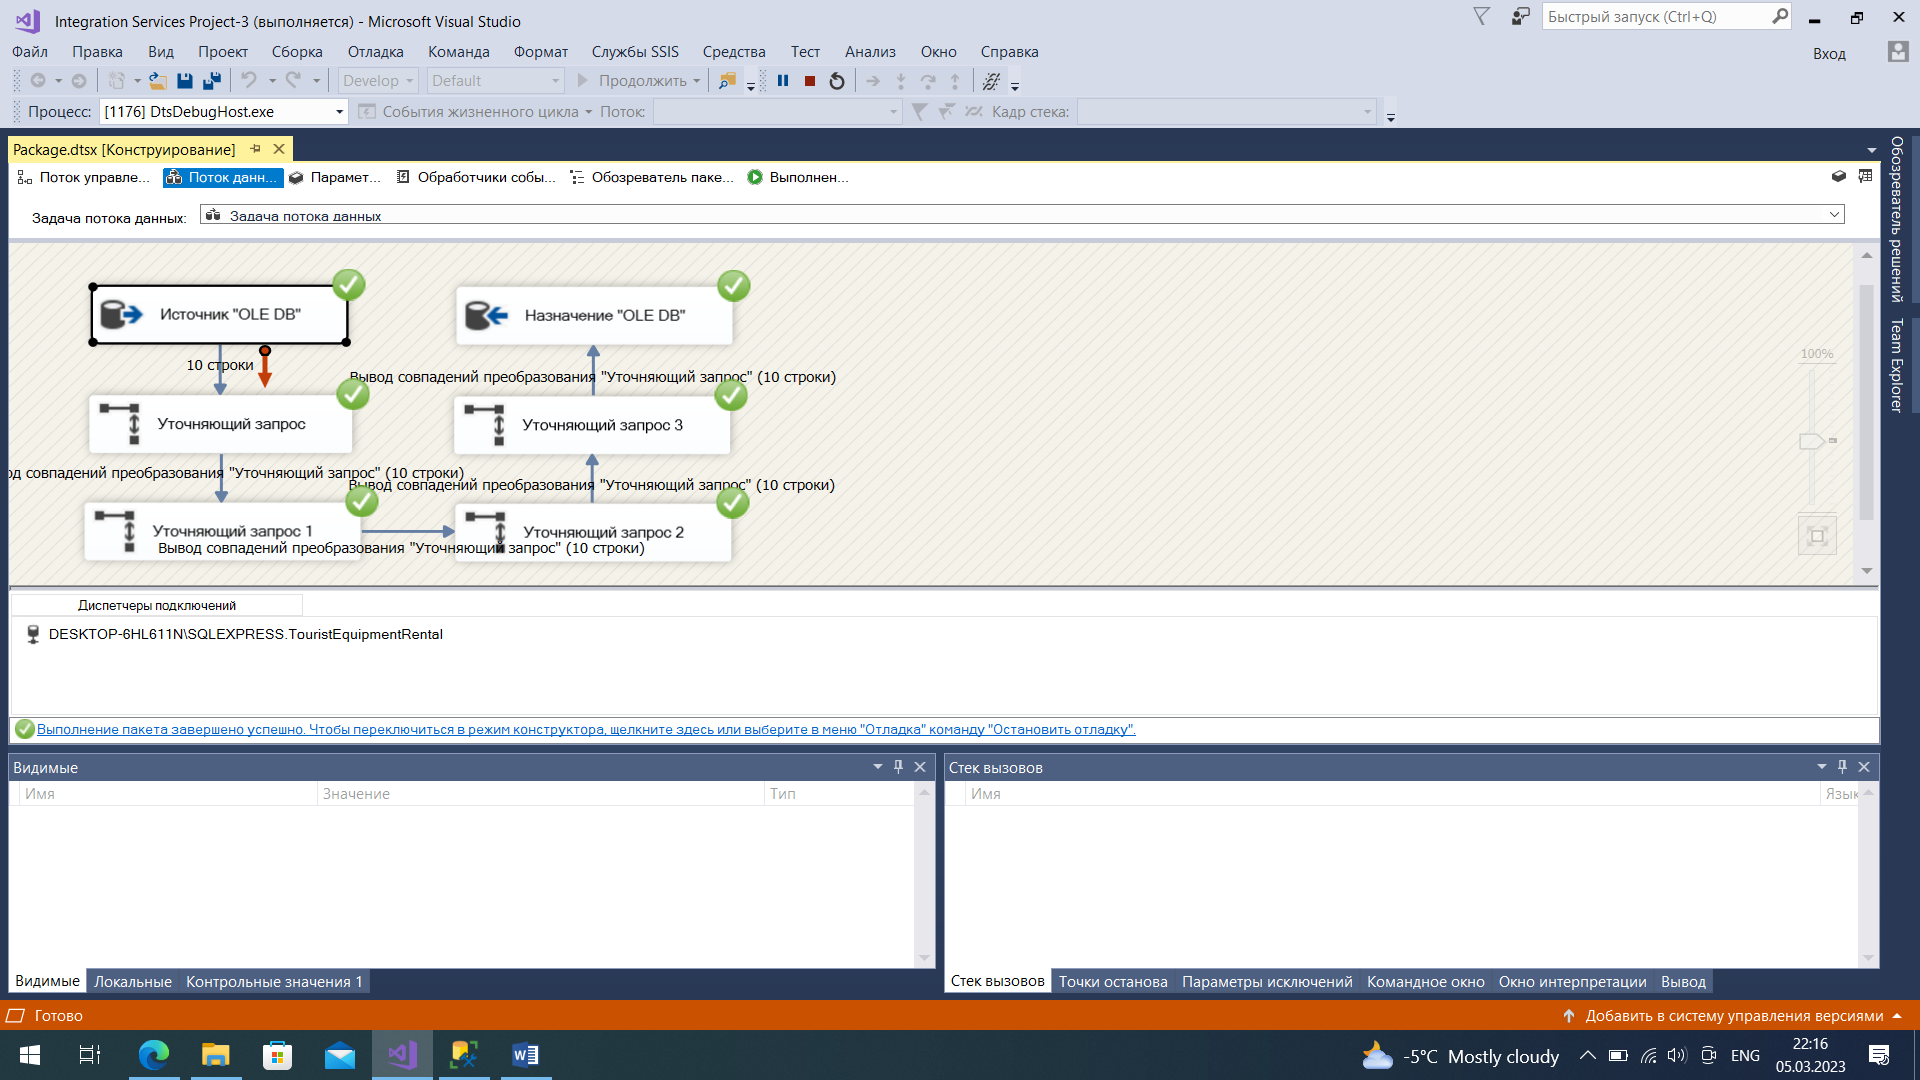 Integration Services Project-3 (выполняется) - Microsoft Visual Studio
Быстрый запуск (Ctrl+Q)
Файл Правка Вид Проект Сборка Отладка Команда Формат Службы SSIS Средства Тест Анализ Окно Справка
Вход
Develop Default Продолжить
Процесс: [1176] DtsDebugHost.exe События жизненного цикла Поток: Кадр стека:
Package.dtsx [Конструирование]
Поток управле... Поток данн... Парамет... Обработчики собы... Обозреватель паке... Выполнен...
Задача потока данных: Задача потока данных
Обозреватель решений
Team Explorer
Источник "OLE DB"
Назначение "OLE DB"
10 строки
Вывод совпадений преобразования "Уточняющий запрос" (10 строки)
100%
Уточняющий запрос
Уточняющий запрос 3
од совпадений преобразования "Уточняющий запрос" (10 строки)
Вывод совпадений преобразования "Уточняющий запрос" (10 строки)
Уточняющий запрос 1
Уточняющий запрос 2
Вывод совпадений преобразования "Уточняющий запрос" (10 строки)
Диспетчеры подключений
DESKTOP-6HL611N\SQLEXPRESS.TouristEquipmentRental
Выполнение пакета завершено успешно. Чтобы переключиться в режим конструктора, щелкните здесь или выберите в меню "Отладка" команду "Остановить отладку".
Видимые
Имя Значение Тип
Стек вызовов
Имя Язык
Видимые Локальные Контрольные значения 1
Стек вызовов Точки останова Параметры исключений Командное окно Окно интерпретации Вывод
Готово
Добавить в систему управления версиями
-5°C Mostly cloudy
ENG
22:16
05.03.2023